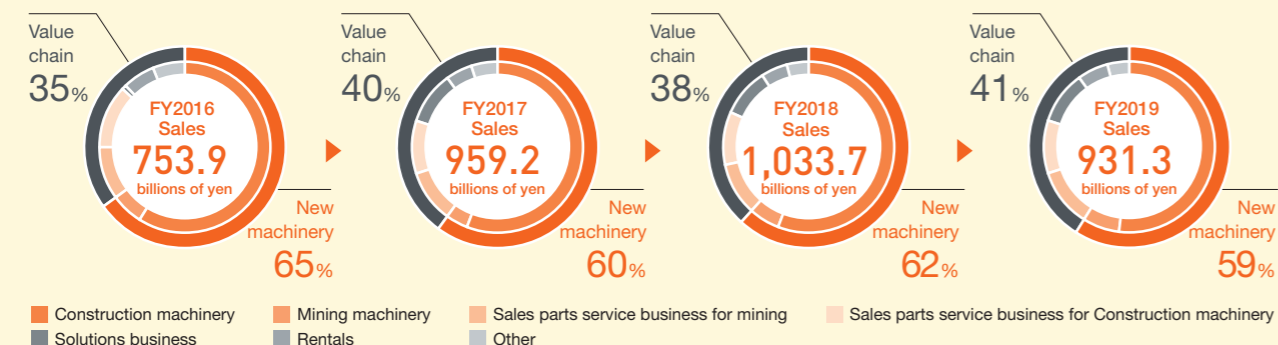 Value
chain
35%
FY2016
Sales
753.9
billions of yen
New
machinery
65%
Value
chain
40%
FY2017
Sales
959.2
billions of yen
New
machinery
60%
Value
chain
38%
FY2018
Sales
1,033.7
billions of yen
New
machinery
62%
Value
chain
41%
FY2019
Sales
931.3
billions of yen
New
machinery
59%
Construction machinery
Mining machinery
Sales parts service business for mining
Sales parts service business for Construction machinery
Solutions business
Rentals
Other